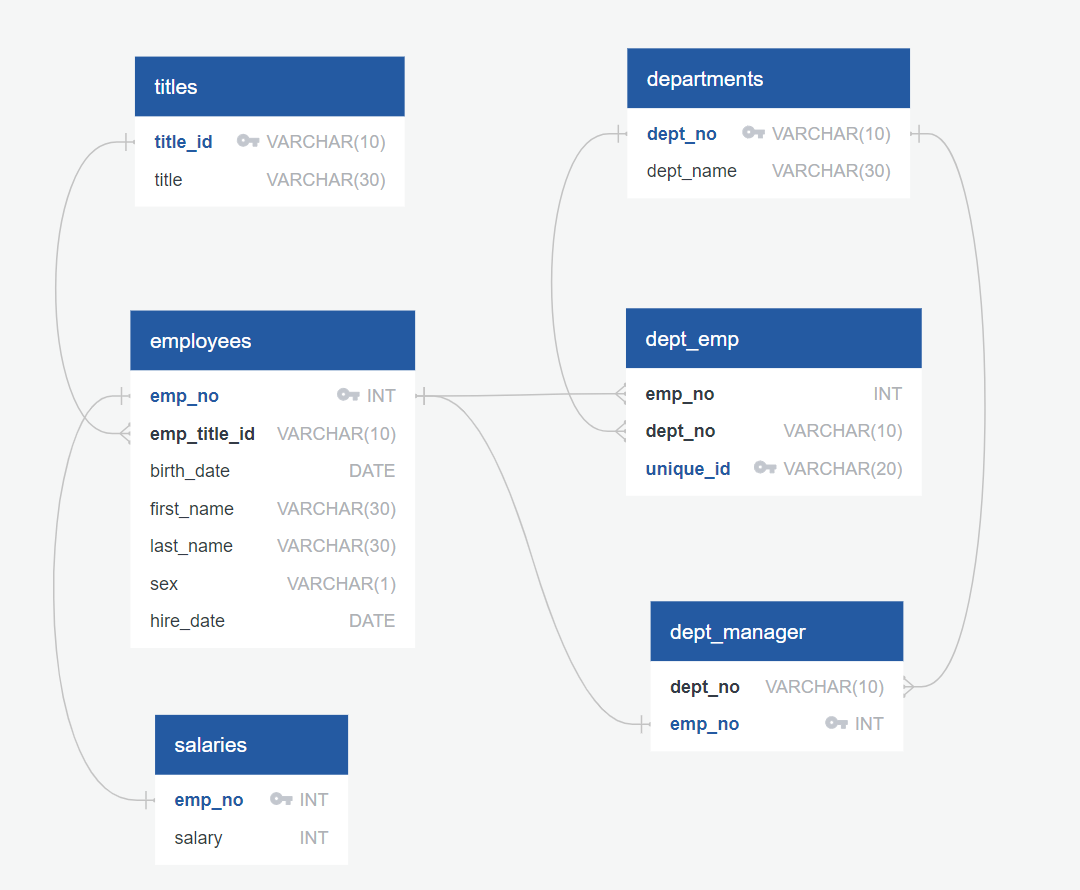 titles
title_id VARCHAR(10)
title VARCHAR(30)
departments
dept_no VARCHAR(10)
dept_name VARCHAR(30)
employees
emp_no INT
emp_title_id VARCHAR(10)
birth_date DATE
first_name VARCHAR(30)
last_name VARCHAR(30)
sex VARCHAR(1)
hire_date DATE
dept_emp
emp_no INT
dept_no VARCHAR(10)
unique_id VARCHAR(20)
dept_manager
dept_no VARCHAR(10)
emp_no INT
salaries
emp_no INT
salary INT